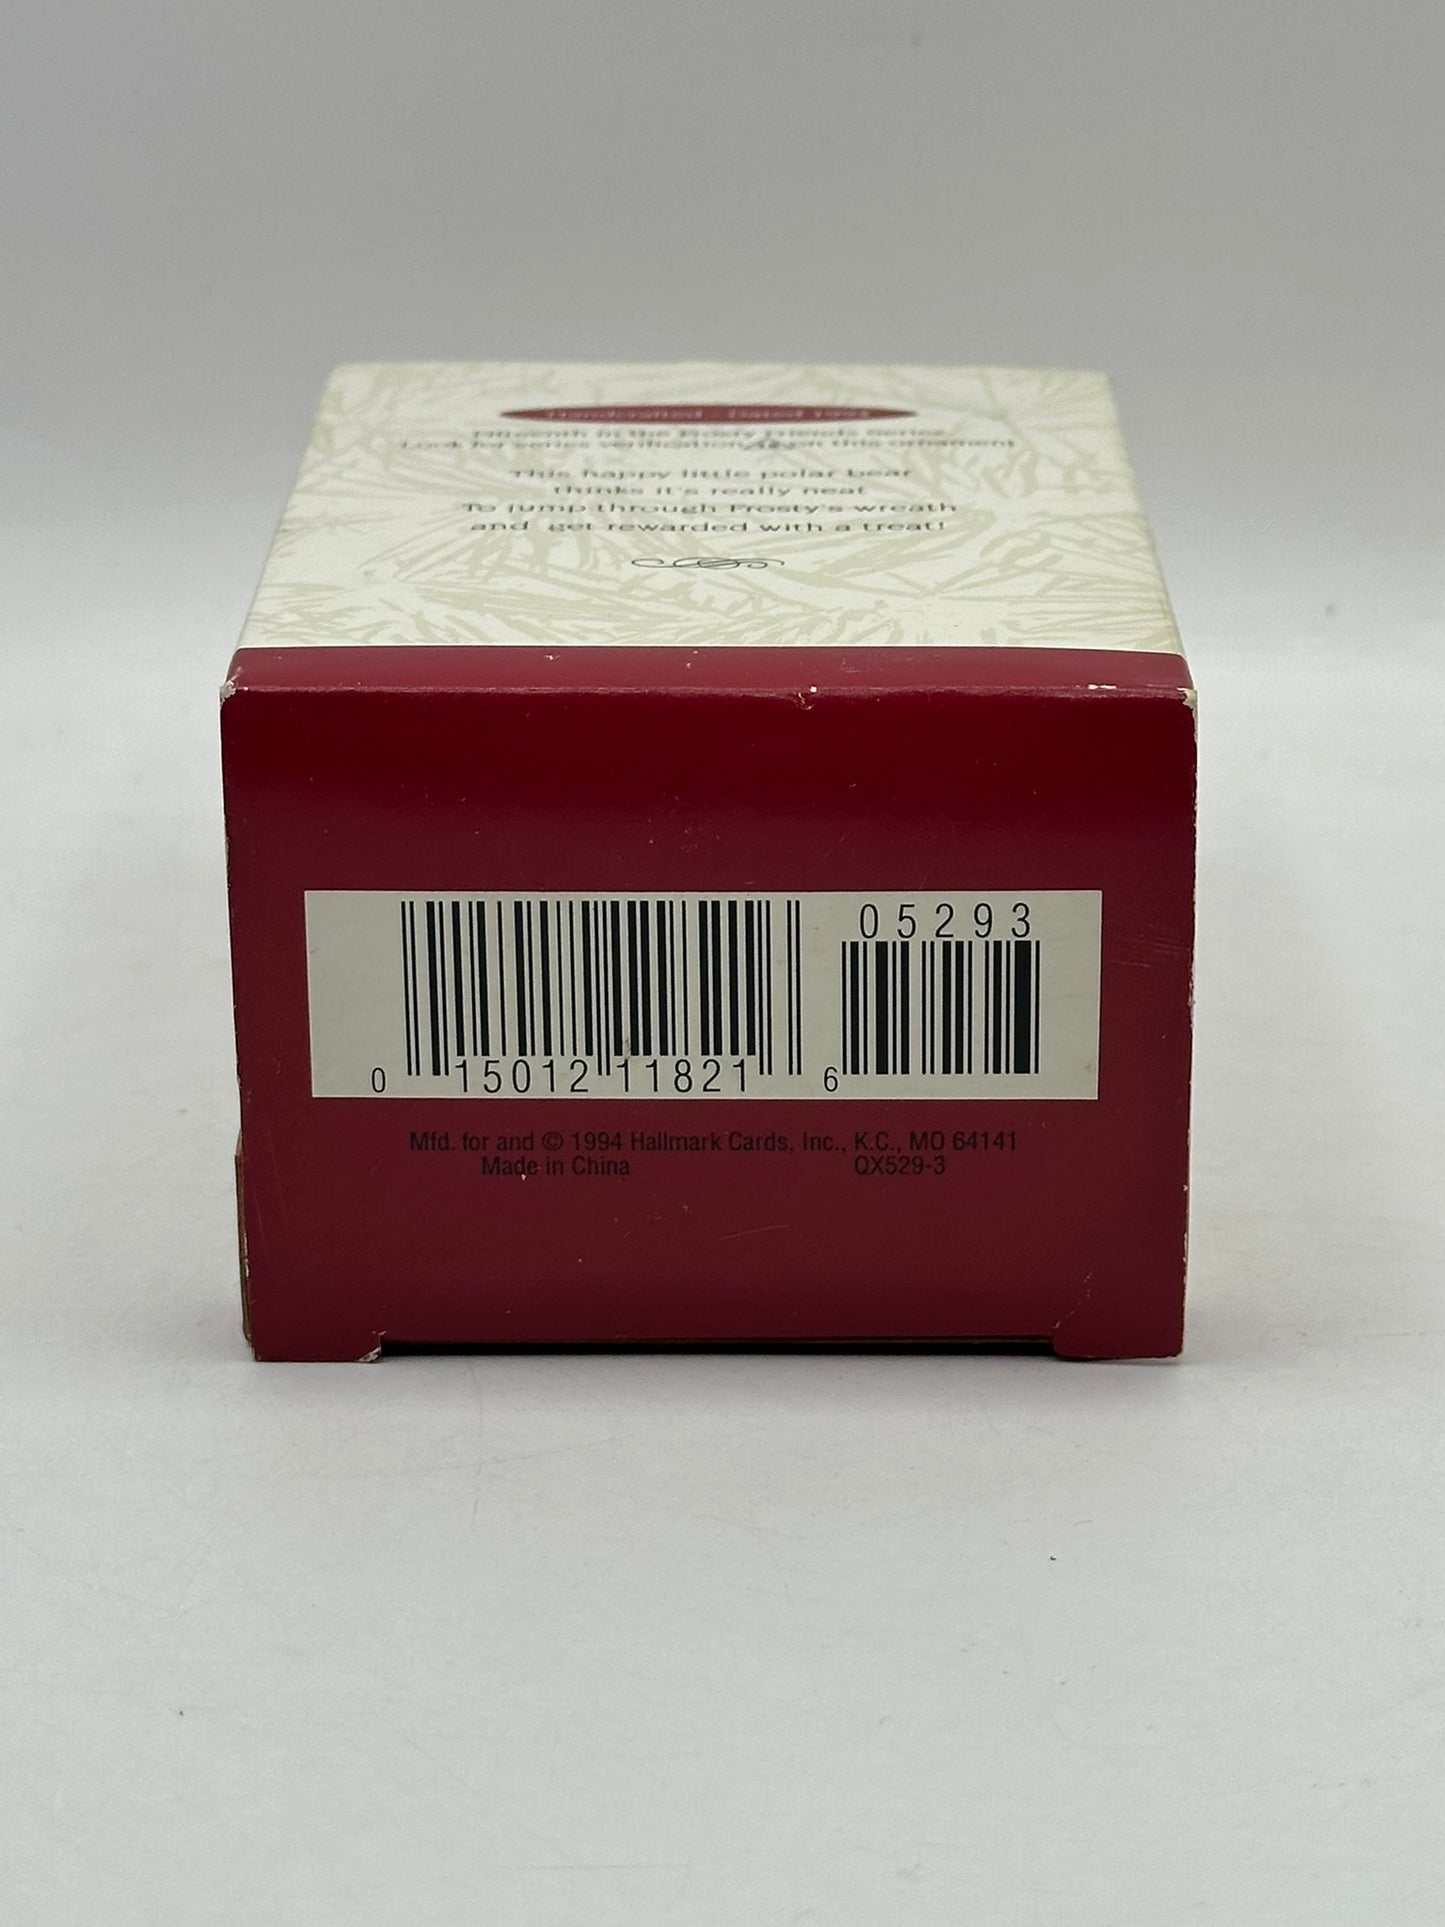 Handcrafted Dated 1994
Fifteenth in the Frosty Friends Series
Look for series verification on this ornament
This happy little polar bear
thinks it's really neat
To jump through Frosty's wreath
and get rewarded with a treat!
05293
0 15012 11821 6
Mfd. for and © 1994 Hallmark Cards, Inc., K.C., MO 64141
Made in China QX529-3